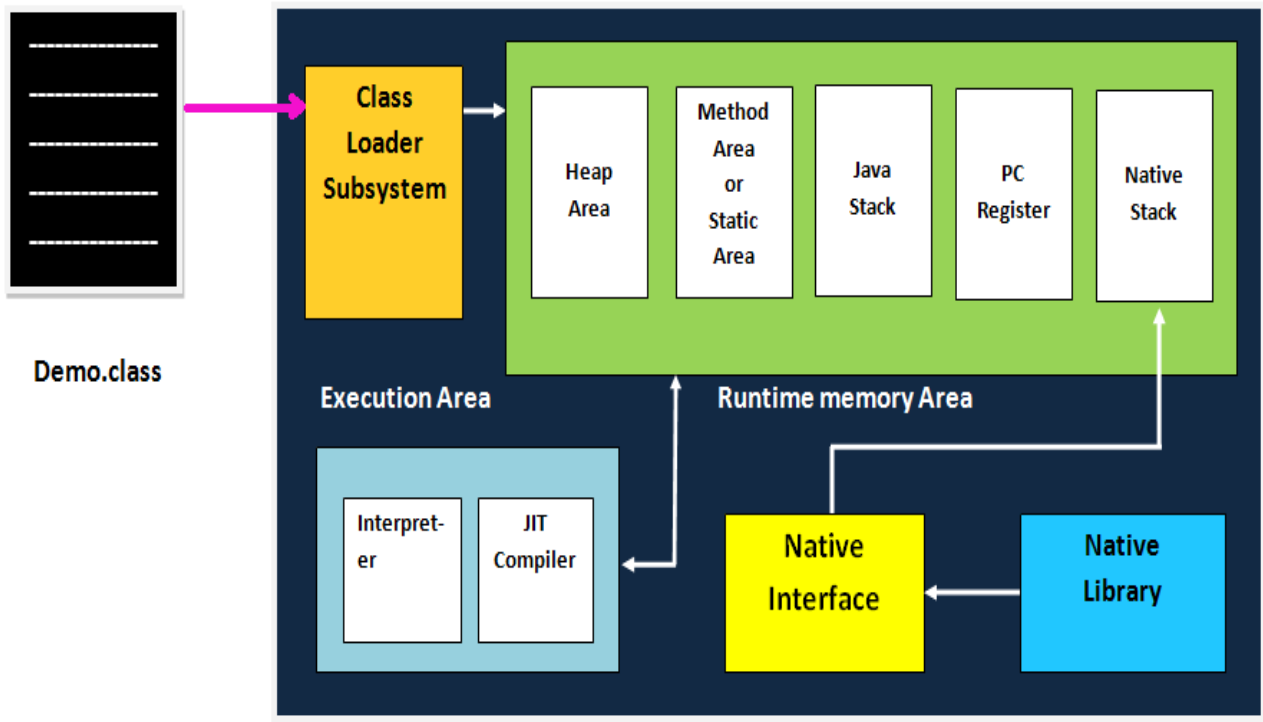 Class
Loader
Subsystem
Heap
Area
Method
Area
or
Static
Area
Java
Stack
PC
Register
Native
Stack
Demo.class
Execution Area
Runtime memory Area
Interpret-
er
JIT
Compiler
Native
Interface
Native
Library